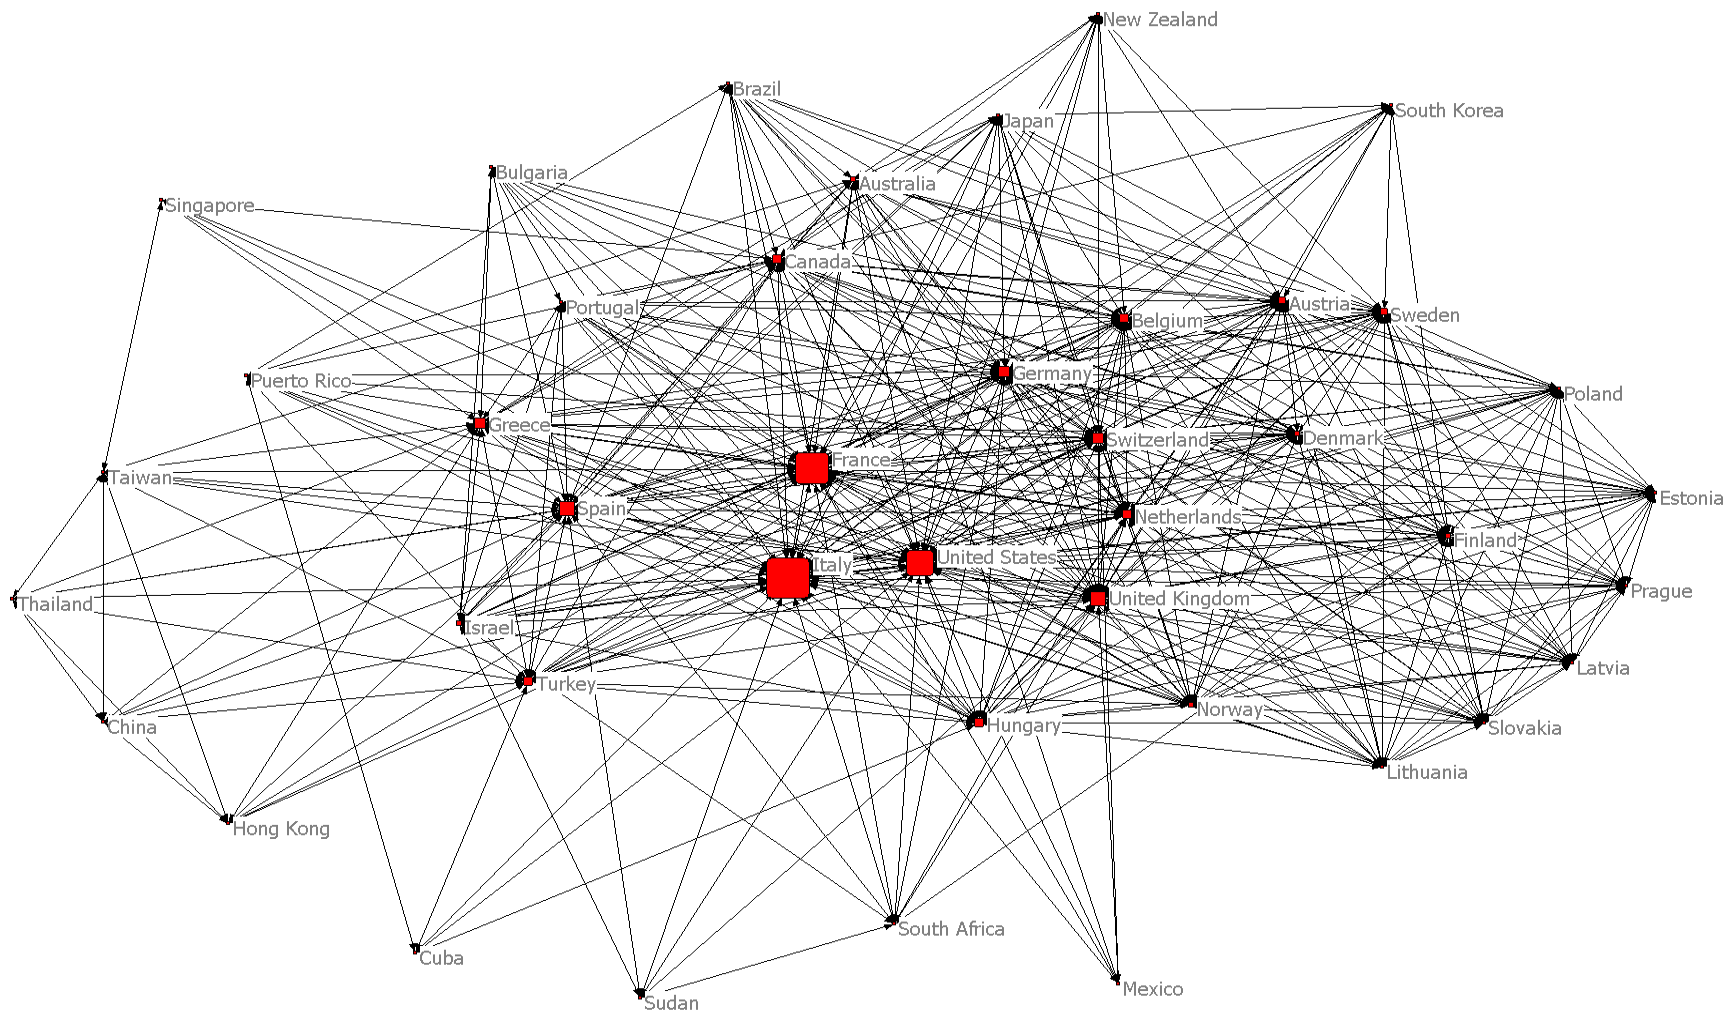 New Zealand
Brazil
South Korea
Japan
Bulgaria
Australia
Singapore
Canada
Portugal
Austria
Sweden
Belgium
Germany
Puerto Rico
Poland
Greece
Switzerland
Denmark
France
Taiwan
Estonia
Spain
Netherlands
Finland
United States
Italy
Prague
United Kingdom
Thailand
Israel
Latvia
Turkey
Norway
Hungary
China
Slovakia
Lithuania
Hong Kong
South Africa
Cuba
Mexico
Sudan